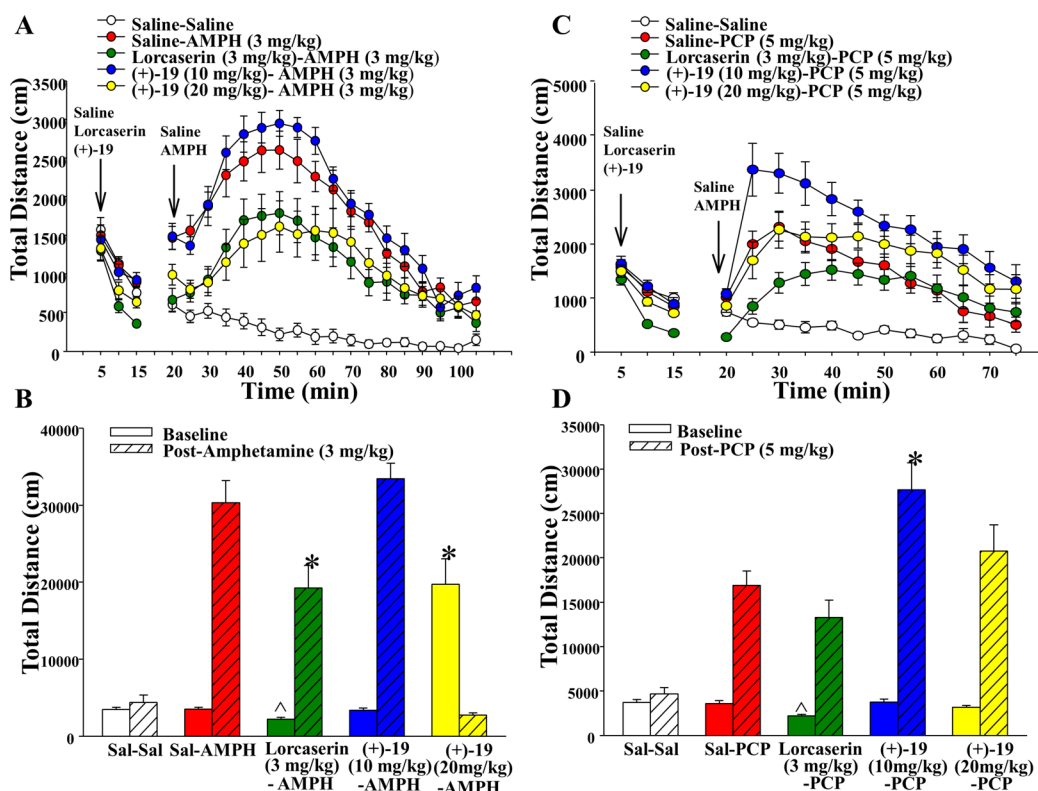 A
Saline-Saline
Saline-AMPH (3 mg/kg)
Lorcaserin (3 mg/kg)-AMPH (3 mg/kg)
(+)-19 (10 mg/kg)- AMPH (3 mg/kg)
(+)-19 (20 mg/kg)- AMPH (3 mg/kg)
3500
3000
2500
2000
1500
1000
500
0
Total Distance (cm)
Saline
Lorcaserin
(+)-19
Saline
AMPH
5 15 20 30 40 50 60 70 80 90 100
Time (min)
C
Saline-Saline
Saline-PCP (5 mg/kg)
Lorcaserin (3 mg/kg)-PCP (5 mg/kg)
(+)-19 (10 mg/kg)-PCP (5 mg/kg)
(+)-19 (20 mg/kg)-PCP (5 mg/kg)
5000
4000
3000
2000
1000
0
Total Distance (cm)
Saline
Lorcaserin
(+)-19
Saline
AMPH
5 15 20 30 40 50 60 70
Time (min)
B
Baseline
Post-Amphetamine (3 mg/kg)
40000
30000
20000
10000
0
Total Distance (cm)
^
*
*
Sal-Sal Sal-AMPH Lorcaserin (+)-19 (+)-19
(3 mg/kg) (10 mg/kg) (20mg/kg)
-AMPH -AMPH -AMPH
D
Baseline
Post-PCP (5 mg/kg)
35000
30000
25000
20000
15000
10000
5000
0
Total Distance (cm)
^
*
Sal-Sal Sal-PCP Lorcaserin (+)-19 (+)-19
(3 mg/kg) (10mg/kg) (20mg/kg)
-PCP -PCP -PCP